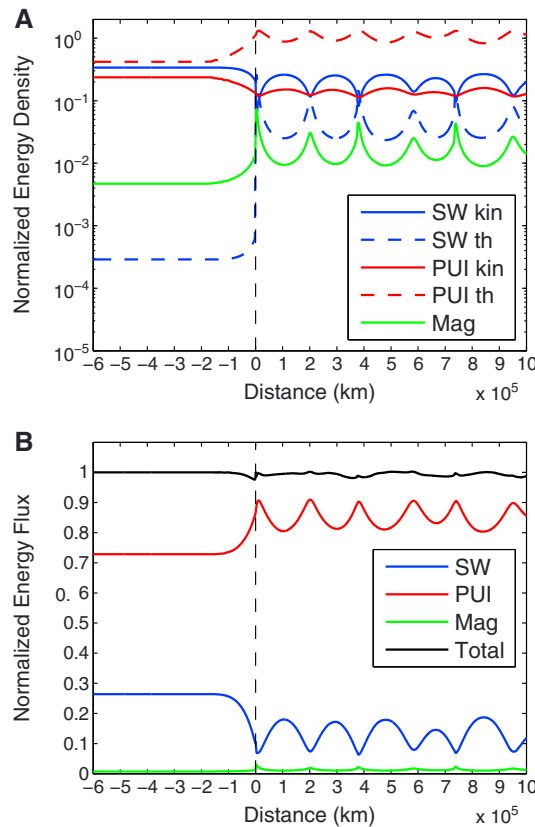 A
Normalized Energy Density
10^0
10^-1
10^-2
10^-3
10^-4
10^-5
SW kin
SW th
PUI kin
PUI th
Mag
-6 -5 -4 -3 -2 -1 0 1 2 3 4 5 6 7 8 9 10
Distance (km)
x 10^5
B
Normalized Energy Flux
1
0.9
0.8
0.7
0. 6
0.5
0.4
0.3
0.2
0.1
0
SW
PUI
Mag
Total
-6 -5 -4 -3 -2 -1 0 1 2 3 4 5 6 7 8 9 10
Distance (km)
x 10^5